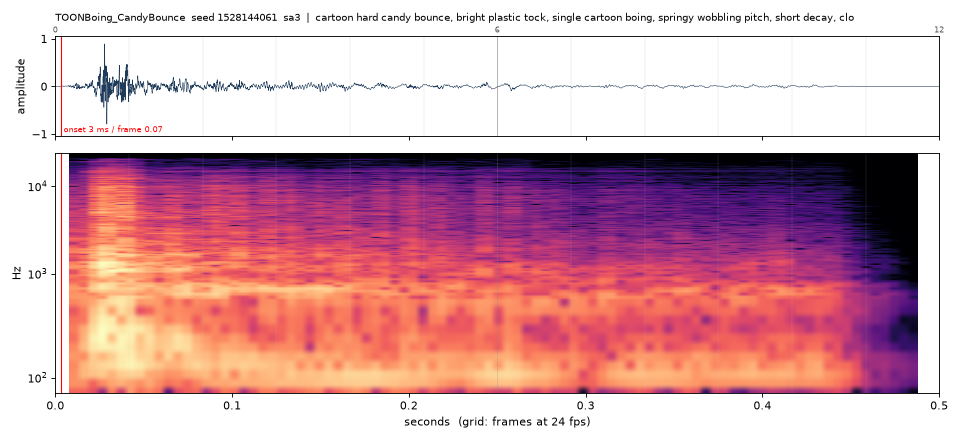 TOONBoing_CandyBounce  seed 1528144061  sa3  |  cartoon hard candy bounce, bright plastic tock, single cartoon boing, springy wobbling pitch, short decay, clo
0 6 12
1
0
−1
amplitude
onset 3 ms / frame 0.07
10⁴
10³
10²
Hz
0.0 0.1 0.2 0.3 0.4 0.5
seconds  (grid: frames at 24 fps)